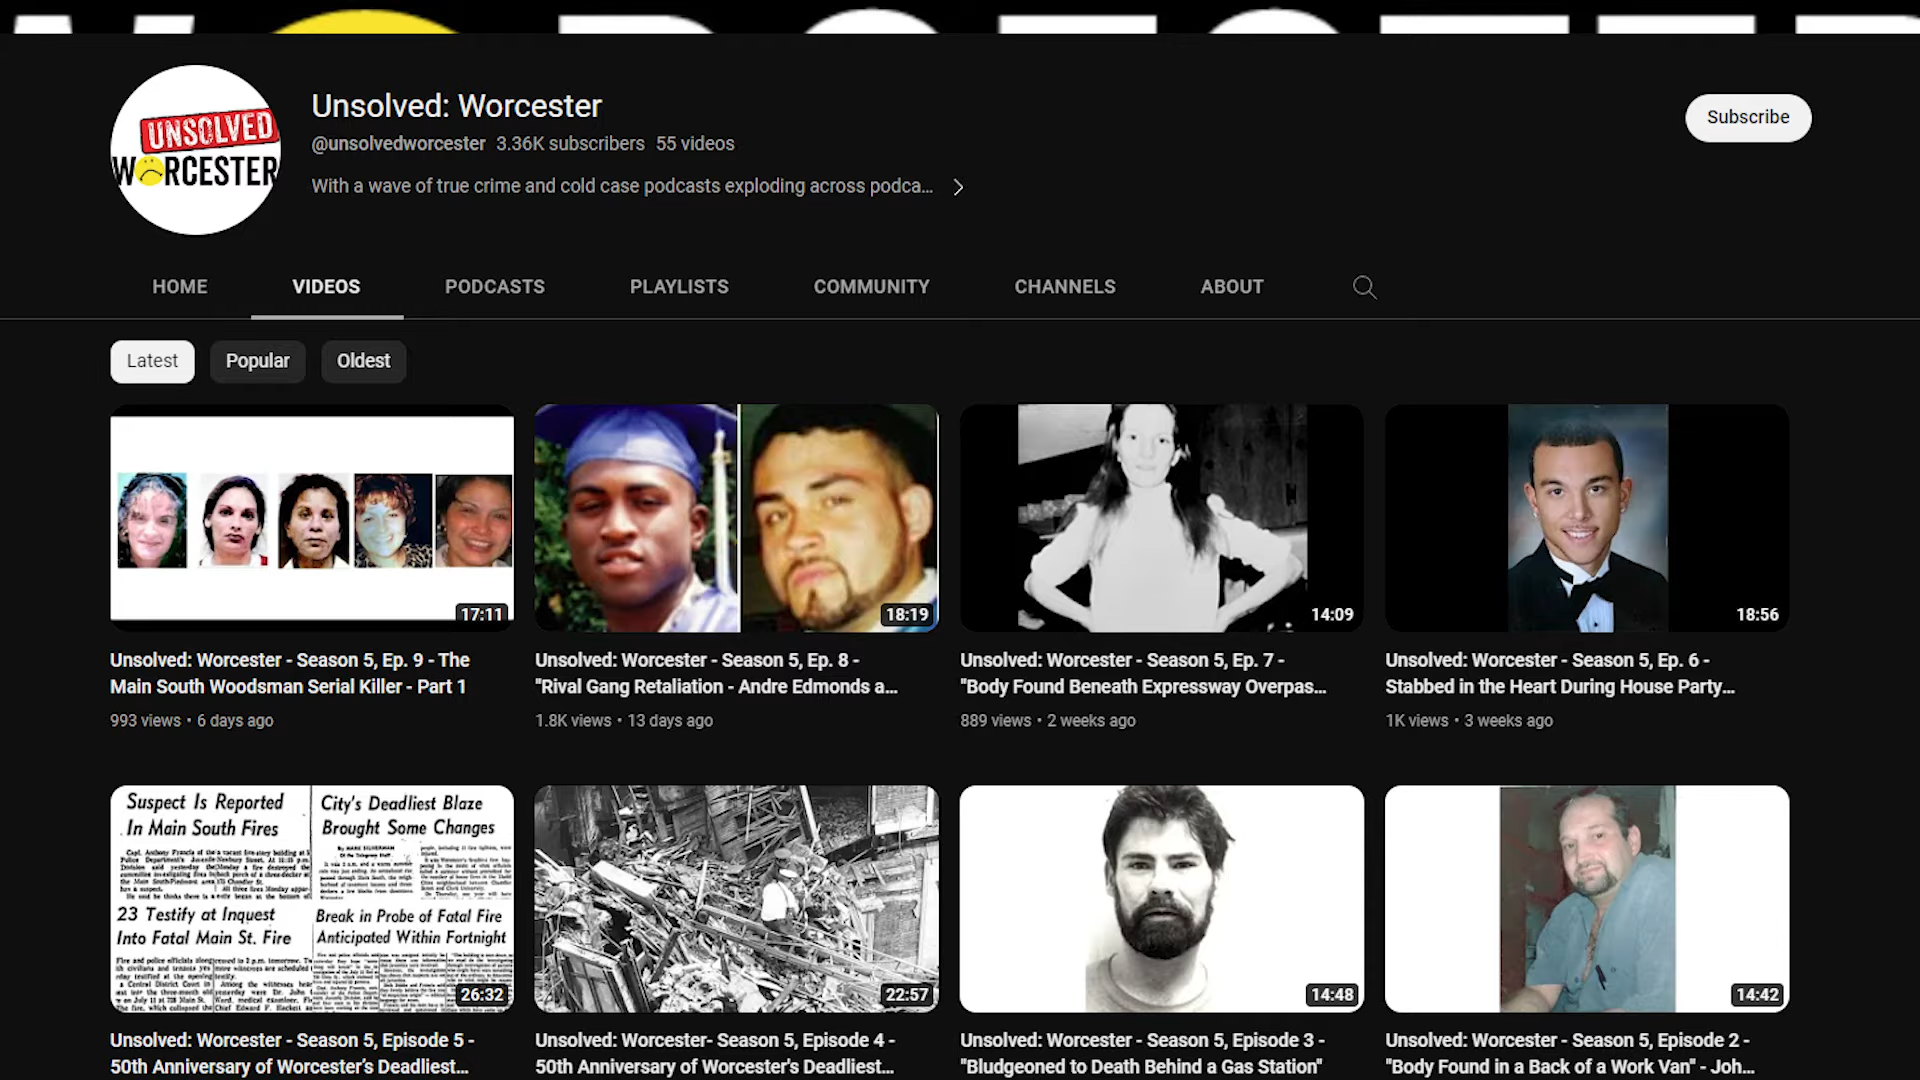 UNSOLVED
WORCESTER
Unsolved: Worcester
@unsolvedworcester 3.36K subscribers 55 videos
With a wave of true crime and cold case podcasts exploding across podca...
Subscribe
HOME VIDEOS PODCASTS PLAYLISTS COMMUNITY CHANNELS ABOUT
Latest Popular Oldest
17:11
18:19
14:09
18:56
Unsolved: Worcester - Season 5, Ep. 9 - The
Main South Woodsman Serial Killer - Part 1
993 views • 6 days ago
Unsolved: Worcester - Season 5, Ep. 8 -
"Rival Gang Retaliation - Andre Edmonds a...
1.8K views • 13 days ago
Unsolved: Worcester - Season 5, Ep. 7 -
"Body Found Beneath Expressway Overpas...
889 views • 2 weeks ago
Unsolved: Worcester - Season 5, Ep. 6 -
Stabbed in the Heart During House Party...
1K views • 3 weeks ago
Suspect Is Reported
In Main South Fires
City's Deadliest Blaze
Brought Some Changes
23 Testify at Inquest
Into Fatal Main St. Fire
Break in Probe of Fatal Fire
Anticipated Within Fortnight
26:32
22:57
14:48
14:42
Unsolved: Worcester - Season 5, Episode 5 -
50th Anniversary of Worcester's Deadliest...
Unsolved: Worcester- Season 5, Episode 4 -
50th Anniversary of Worcester's Deadliest...
Unsolved: Worcester - Season 5, Episode 3 -
"Bludgeoned to Death Behind a Gas Station"
Unsolved: Worcester - Season 5, Episode 2 -
"Body Found in a Back of a Work Van" - Joh...